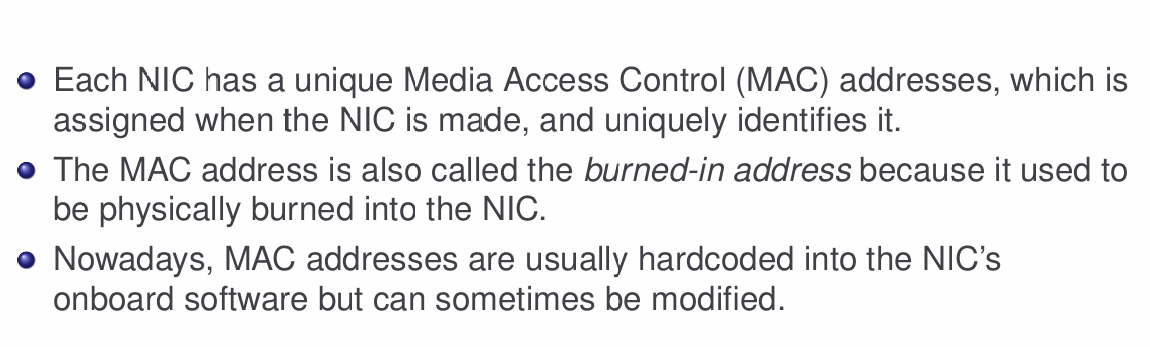 Each NIC has a unique Media Access Control (MAC) addresses, which is
assigned when the NIC is made, and uniquely identifies it.
The MAC address is also called the burned-in address because it used to
be physically burned into the NIC.
Nowadays, MAC addresses are usually hardcoded into the NIC's
onboard software but can sometimes be modified.